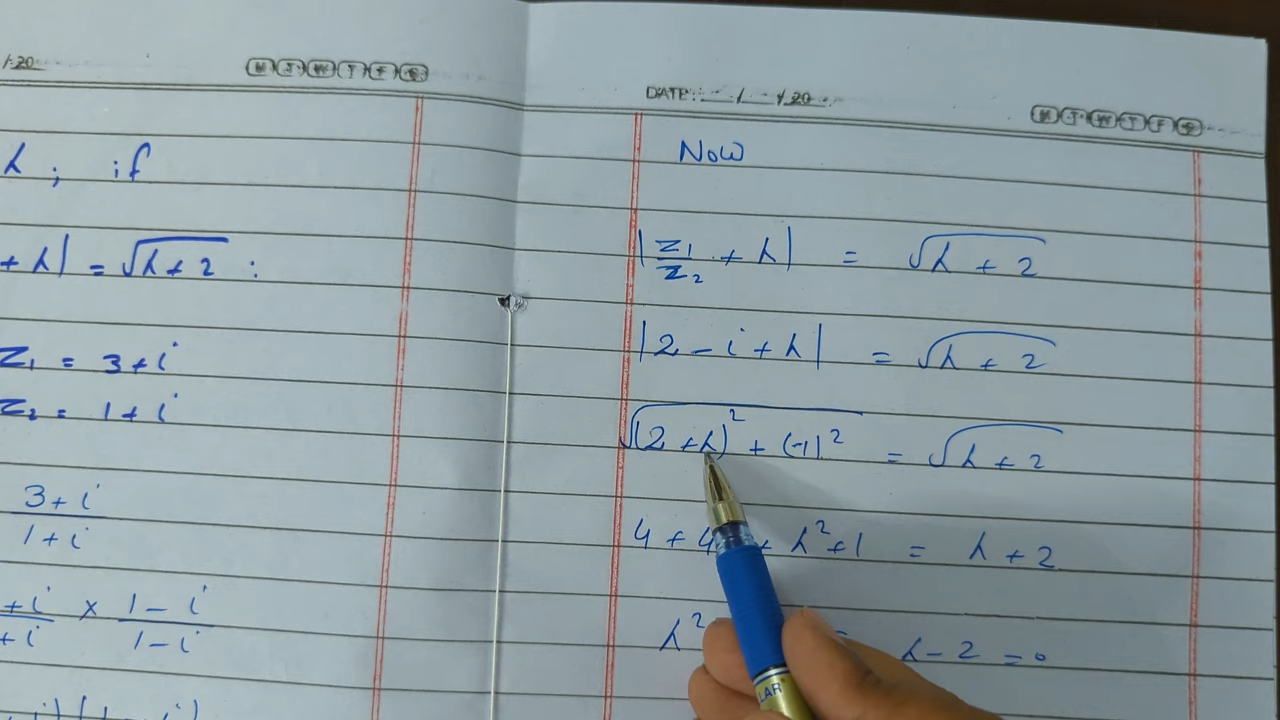 / 20
M T W T F S
λ ; if
+ λ| = √λ + 2 :
Z₁ = 3 + i
Z₂ = 1 + i
3 + i
1 + i
+ i × 1 - i
+ i 1 - i
DATE: / / 20
M T W T F S
Now
|Z₁/Z₂ + λ| = √λ + 2
|2 - i + λ| = √λ + 2
√(2 + λ)² + (-1)² = √λ + 2
4 + 4 + λ² + 1 = λ + 2
λ² λ - 2 = 0
LAR